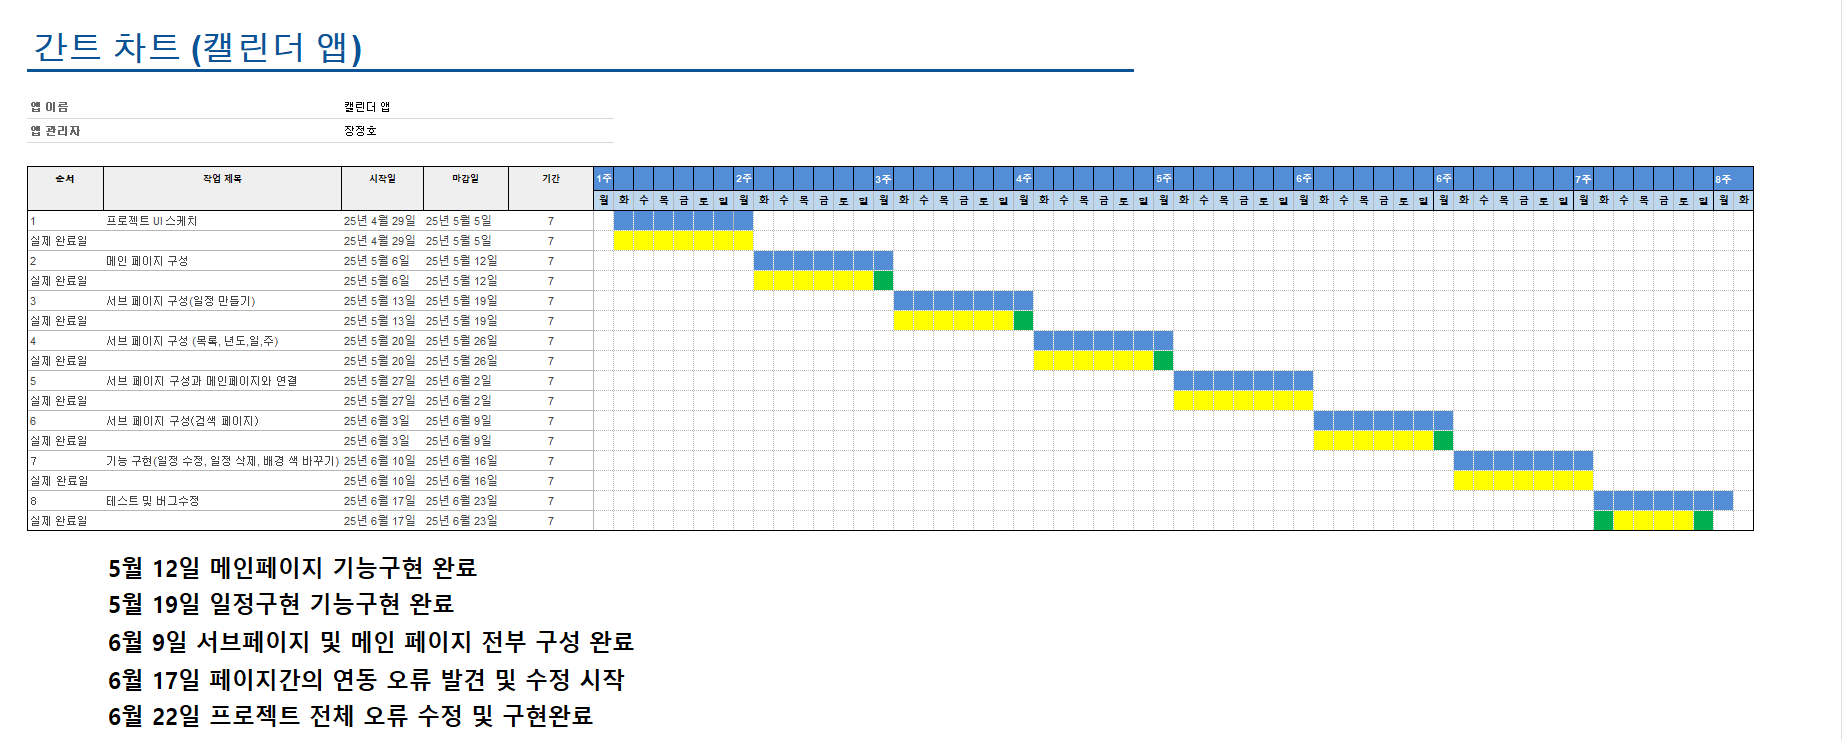 간트 차트 (캘린더 앱)
앱 이름 캘린더 앱
앱 관리자 장정호
순서 작업 제목 시작일 마감일 기간 1주 2주 3주 4주 5주 6주 6주 7주 8주
월 화 수 목 금 토 일 월 화 수 목 금 토 일 월 화 수 목 금 토 일 월 화 수 목 금 토 일 월 화 수 목 금 토 일 월 화 수 목 금 토 일 월 화 수 목 금 토 일 월 화 수 목 금 토 일 월 화
1 프로젝트 UI 스케치 25년 4월 29일 25년 5월 5일 7
실제 완료일 25년 4월 29일 25년 5월 5일 7
2 메인 페이지 구성 25년 5월 6일 25년 5월 12일 7
실제 완료일 25년 5월 6일 25년 5월 12일 7
3 서브 페이지 구성(일정 만들기) 25년 5월 13일 25년 5월 19일 7
실제 완료일 25년 5월 13일 25년 5월 19일 7
4 서브 페이지 구성 (목록, 년도,일,주) 25년 5월 20일 25년 5월 26일 7
실제 완료일 25년 5월 20일 25년 5월 26일 7
5 서브 페이지 구성과 메인페이지와 연결 25년 5월 27일 25년 6월 2일 7
실제 완료일 25년 5월 27일 25년 6월 2일 7
6 서브 페이지 구성(검색 페이지) 25년 6월 3일 25년 6월 9일 7
실제 완료일 25년 6월 3일 25년 6월 9일 7
7 기능 구현(일정 수정, 일정 삭제, 배경 색 바꾸기) 25년 6월 10일 25년 6월 16일 7
실제 완료일 25년 6월 10일 25년 6월 16일 7
8 테스트 및 버그수정 25년 6월 17일 25년 6월 23일 7
실제 완료일 25년 6월 17일 25년 6월 23일 7
5월 12일 메인페이지 기능구현 완료
5월 19일 일정구현 기능구현 완료
6월 9일 서브페이지 및 메인 페이지 전부 구성 완료
6월 17일 페이지간의 연동 오류 발견 및 수정 시작
6월 22일 프로젝트 전체 오류 수정 및 구현완료